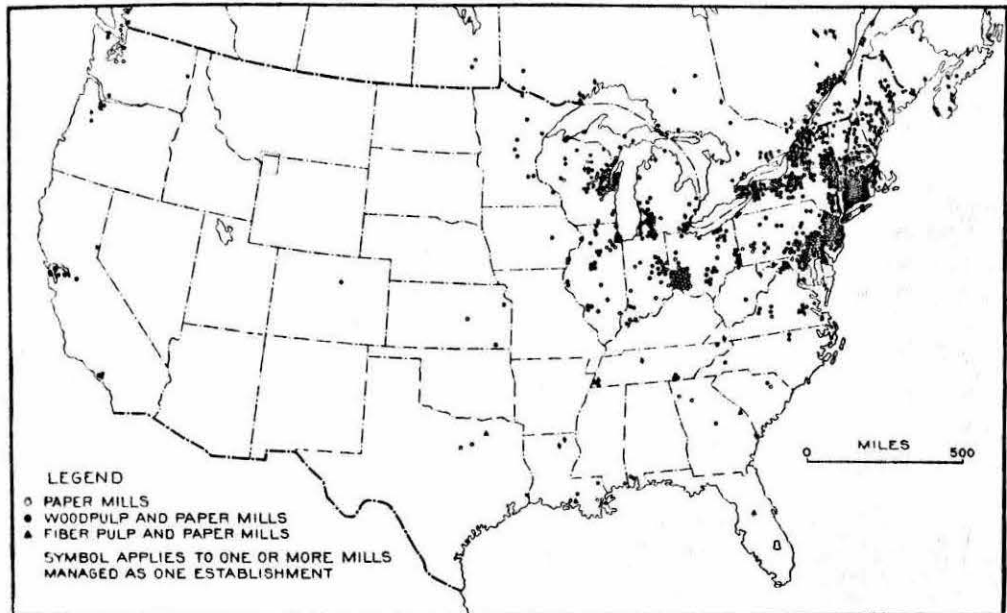 MILES
0 500
LEGEND
PAPER MILLS
WOODPULP AND PAPER MILLS
FIBER PULP AND PAPER MILLS
SYMBOL APPLIES TO ONE OR MORE MILLS
MANAGED AS ONE ESTABLISHMENT